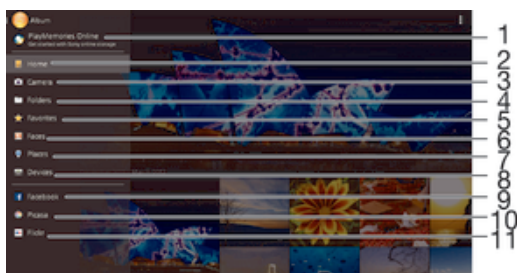 Album
PlayMemories Online
Get started with Sony online storage
Home
Camera
Folders
Favorites
Faces
Places
Devices
Facebook
Picasa
Flickr
1
2
3
4
5
6
7
8
9
10
11